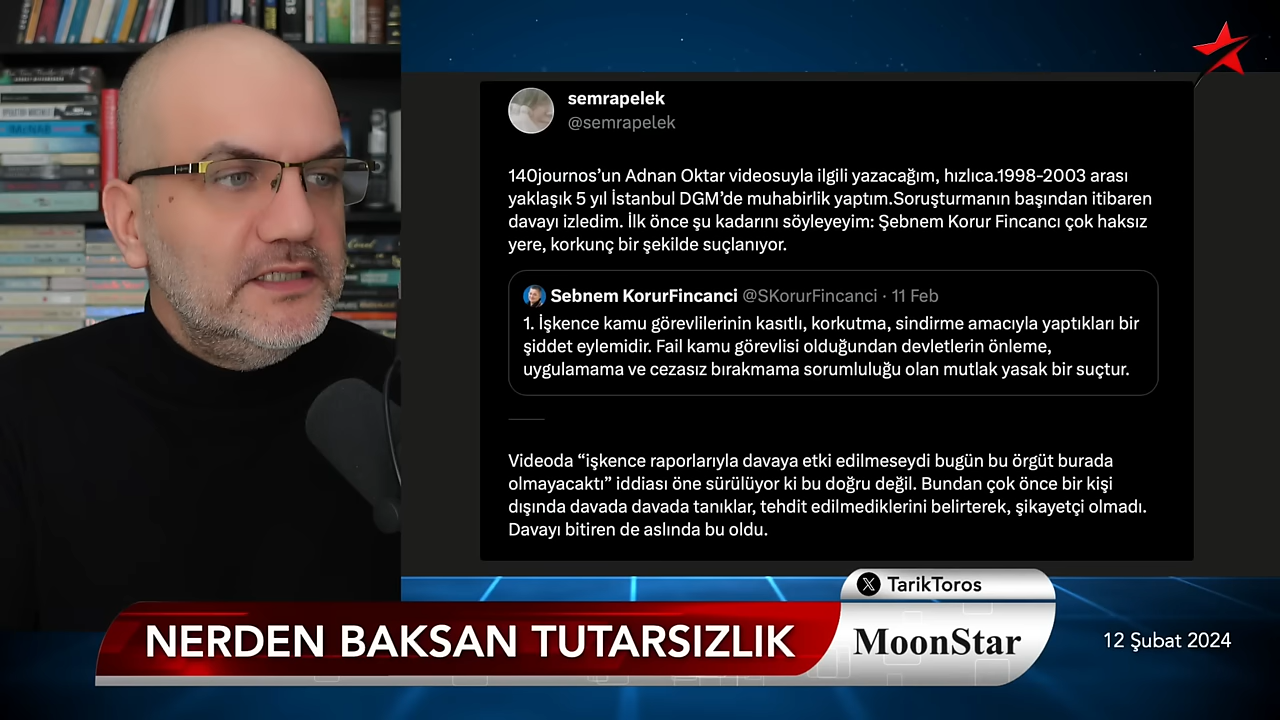 semrapelek
@semrapelek
140journos’un Adnan Oktar videosuyla ilgili yazacağım, hızlıca.1998-2003 arası
yaklaşık 5 yıl İstanbul DGM’de muhabirlik yaptım.Soruşturmanın başından itibaren
davayı izledim. İlk önce şu kadarını söyleyeyim: Şebnem Korur Fincancı çok haksız
yere, korkunç bir şekilde suçlanıyor.
Sebnem KorurFincanci @SKorurFincanci · 11 Feb
1. İşkence kamu görevlilerinin kasıtlı, korkutma, sindirme amacıyla yaptıkları bir
şiddet eylemidir. Fail kamu görevlisi olduğundan devletlerin önleme,
uygulamama ve cezasız bırakmama sorumluluğu olan mutlak yasak bir suçtur.
Videoda “işkence raporlarıyla davaya etki edilmeseydi bugün bu örgüt burada
olmayacaktı” iddiası öne sürülüyor ki bu doğru değil. Bundan çok önce bir kişi
dışında davada davada tanıklar, tehdit edilmediklerini belirterek, şikayetçi olmadı.
Davayı bitiren de aslında bu oldu.
X TarikToros
NERDEN BAKSAN TUTARSIZLIK
MoonStar
12 Şubat 2024